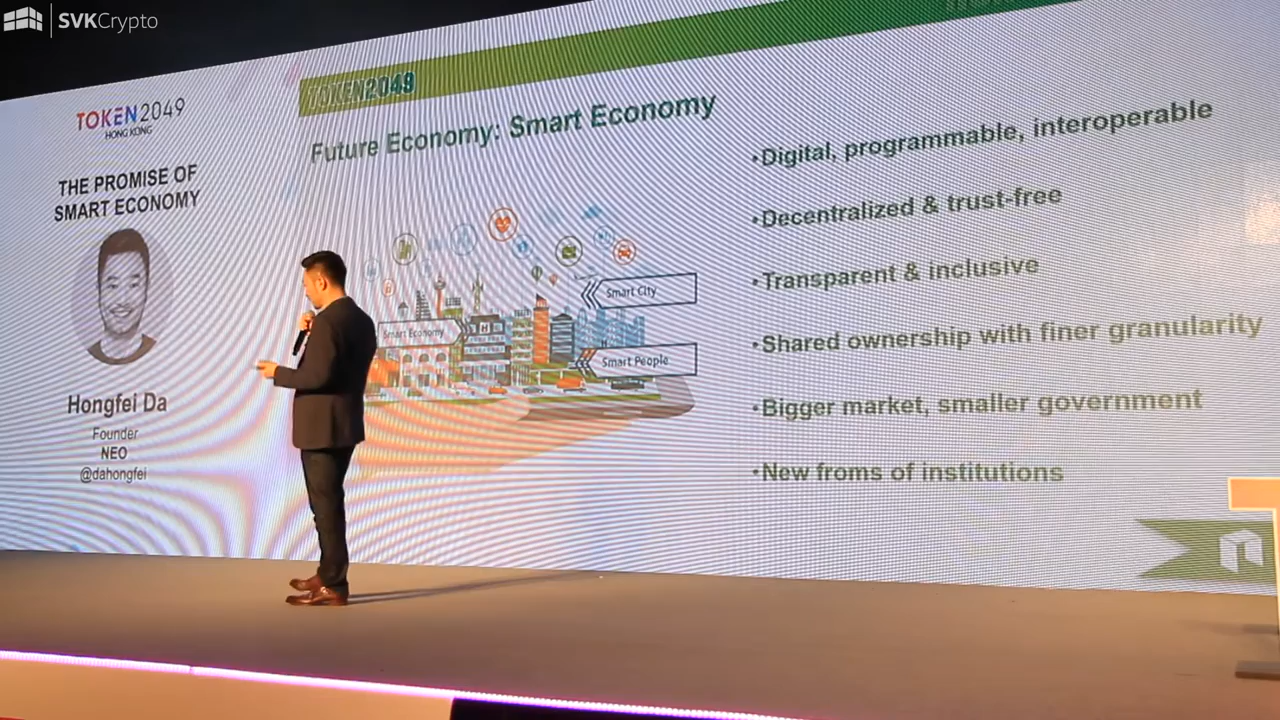 SVKCrypto
TOKEN2049
HONG KONG
THE PROMISE OF
SMART ECONOMY
Hongfei Da
Founder
NEO
@dahongfei
TOKEN2049
Future Economy: Smart Economy
Smart City
Smart Economy
Smart People
•Digital, programmable, interoperable
•Decentralized & trust-free
•Transparent & inclusive
•Shared ownership with finer granularity
•Bigger market, smaller government
•New froms of institutions